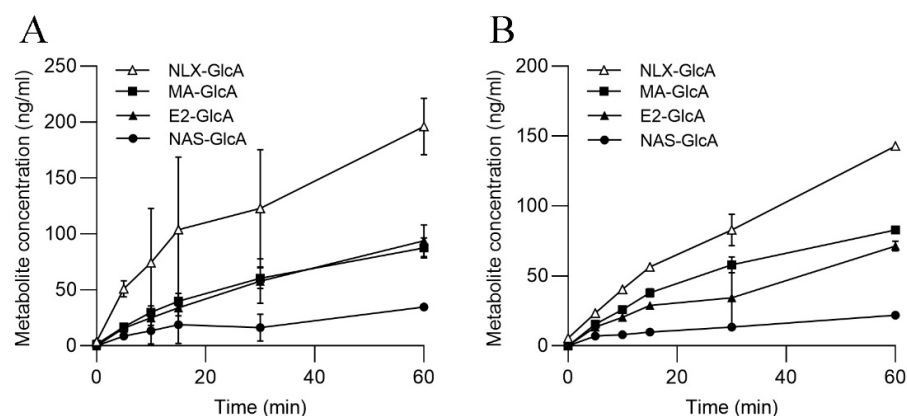 A
Metabolite concentration (ng/ml)
250
200
150
100
50
0
NLX-GlcA
MA-GlcA
E2-GlcA
NAS-GlcA
0 20 40 60
Time (min)
B
Metabolite concentration (ng/ml)
200
150
100
50
0
NLX-GlcA
MA-GlcA
E2-GlcA
NAS-GlcA
0 20 40 60
Time (min)